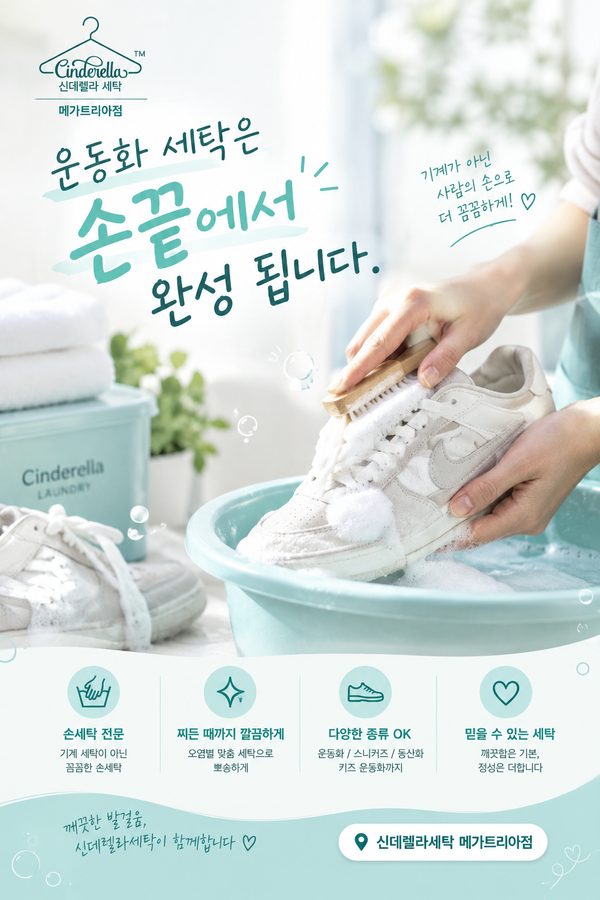 Cinderella
TM
신데렐라 세탁
메가트리아점
운동화 세탁은
손끝에서
완성 됩니다.
기계가 아닌
사람의 손으로
더 꼼꼼하게!
Cinderella
LAUNDRY
손세탁 전문
기계 세탁이 아닌
꼼꼼한 손세탁
찌든 때까지 깔끔하게
오염별 맞춤 세탁으로
뽀송하게
다양한 종류 OK
운동화 / 스니커즈 / 등산화
키즈 운동화까지
믿을 수 있는 세탁
깨끗함은 기본,
정성은 더합니다
깨끗한 발걸음,
신데렐라세탁이 함께합니다
신데렐라세탁 메가트리아점